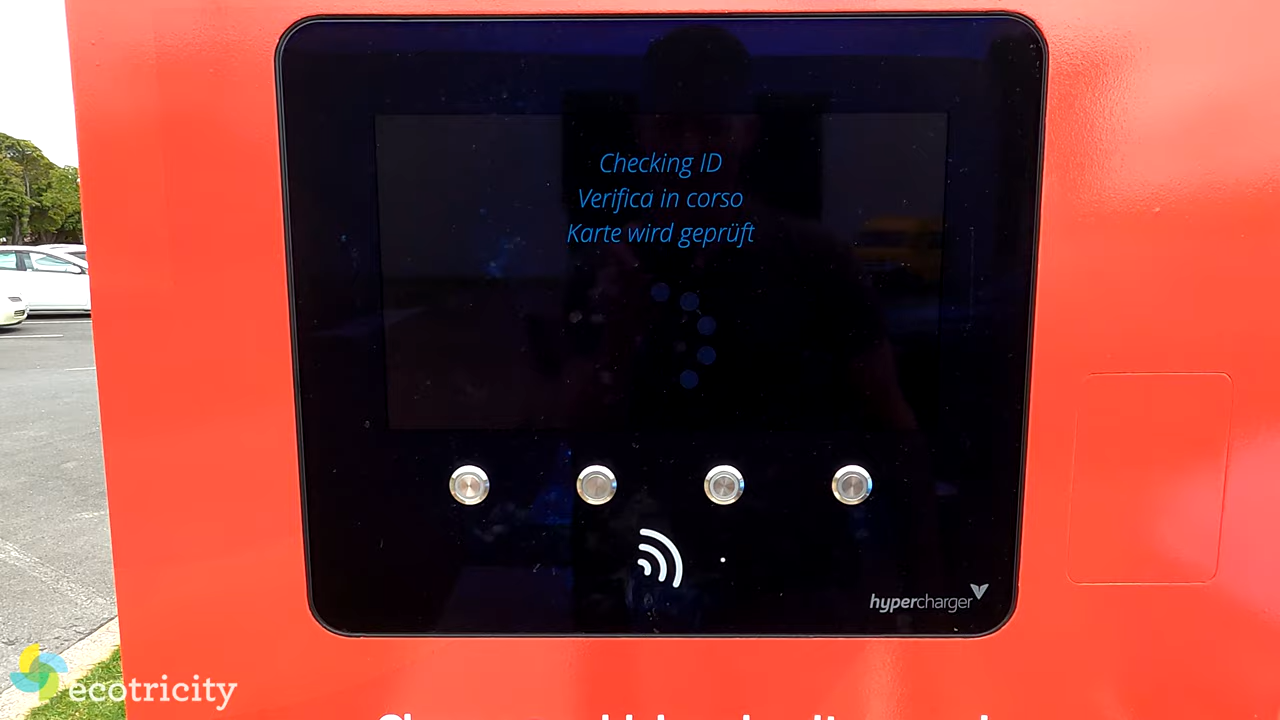 Checking ID
Verifica in corso
Karte wird geprüft
hypercharger
ecotricity